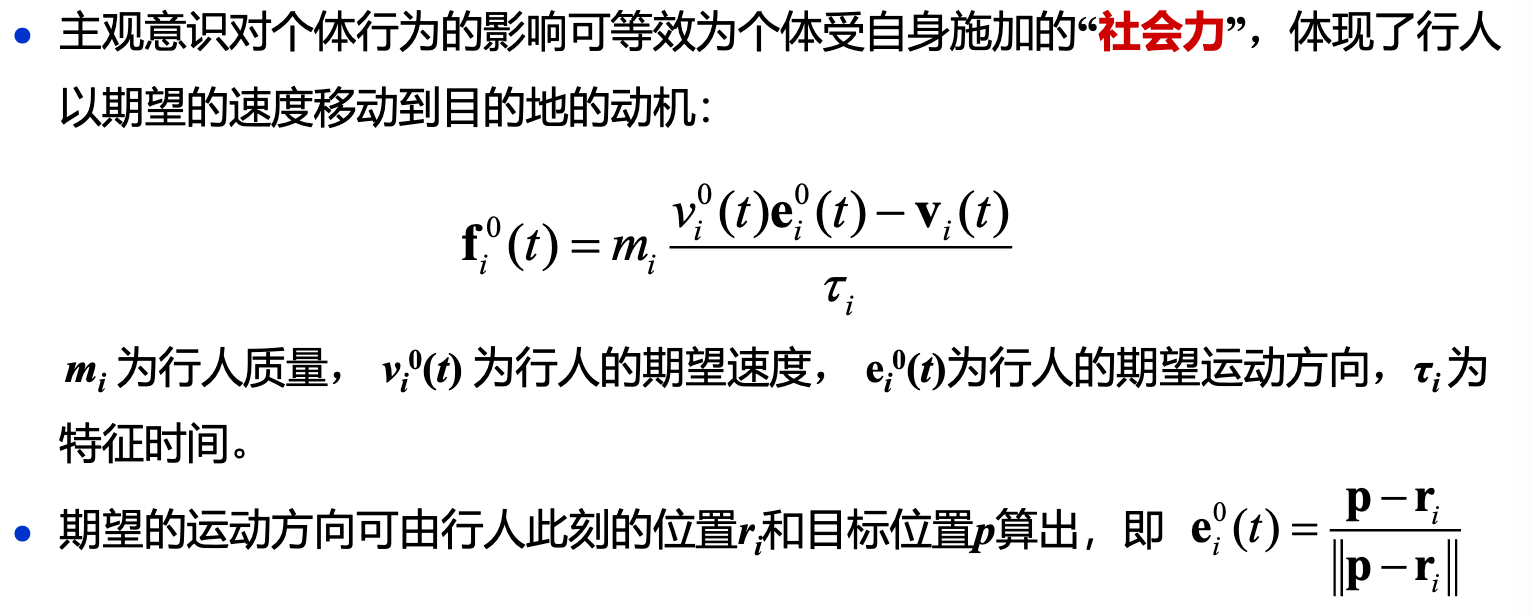 • 主观意识对个体行为的影响可等效为个体受自身施加的“社会力”，体现了行人
以期望的速度移动到目的地的动机：
$\mathbf{f}_i^0(t) = m_i \frac{v_i^0(t)\mathbf{e}_i^0(t) - \mathbf{v}_i(t)}{\tau_i}$
$m_i$ 为行人质量， $v_i^0(t)$ 为行人的期望速度， $\mathbf{e}_i^0(t)$为行人的期望运动方向，$\tau_i$为
特征时间。
• 期望的运动方向可由行人此刻的位置$r_i$和目标位置$p$算出，即 $\mathbf{e}_i^0(t) = \frac{\mathbf{p} - \mathbf{r}_i}{\|\mathbf{p} - \mathbf{r}_i\|}$